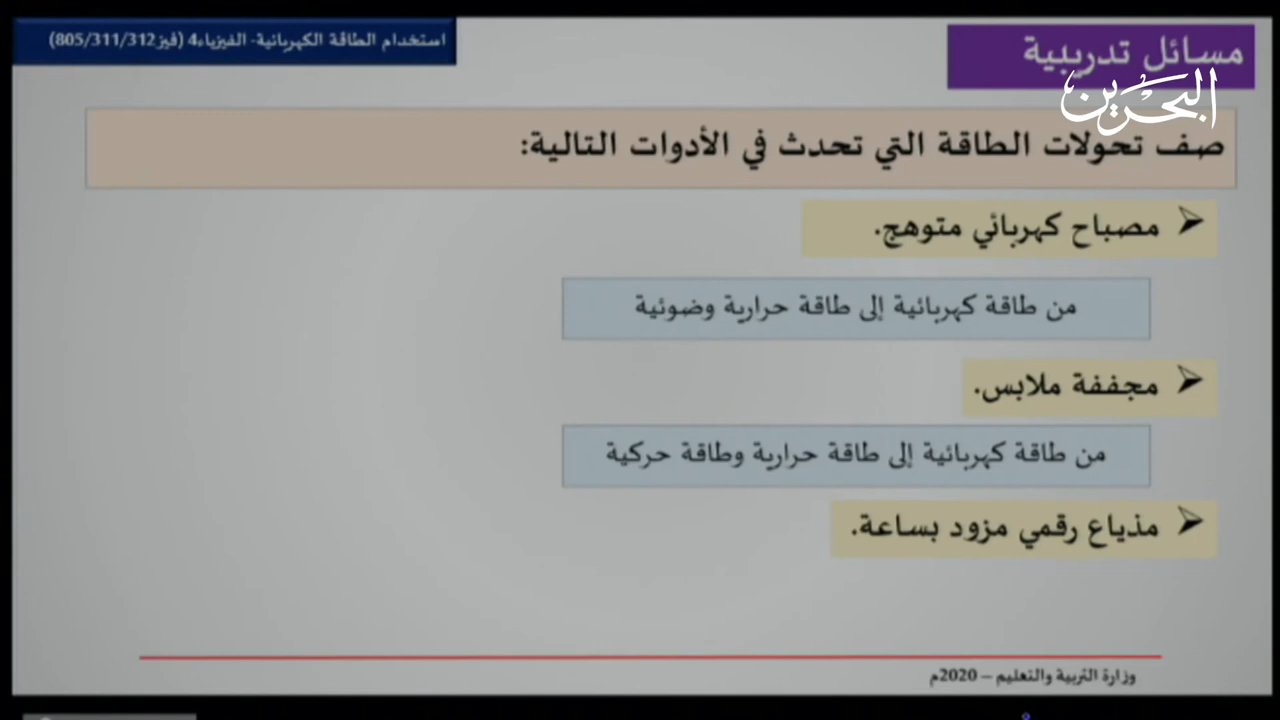 مسائل تدريبية
استخدام الطاقة الكهربائية- الفيزياء4 (فيز805/311/312)
البحرين
صف تحولات الطاقة التي تحدث في الأدوات التالية:
مصباح كهربائي متوهج.
من طاقة كهربائية إلى طاقة حرارية وضوئية
مجففة ملابس.
من طاقة كهربائية إلى طاقة حرارية وطاقة حركية
مذياع رقمي مزود بساعة.
وزارة التربية والتعليم – 2020م